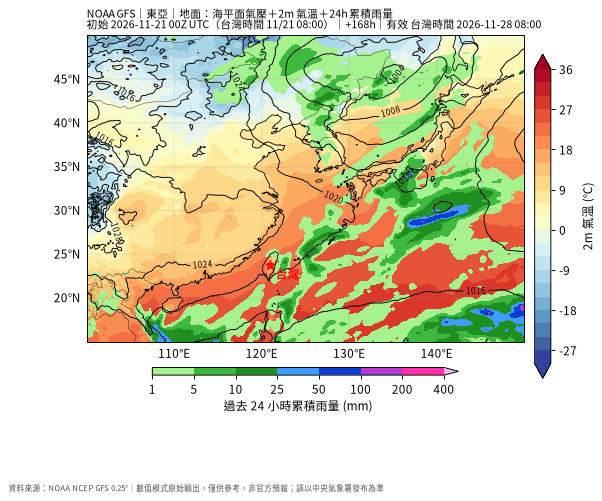 NOAA GFS｜東亞｜地面：海平面氣壓＋2m 氣溫＋24h 累積雨量
初始 2026-11-21 00Z UTC（台灣時間 11/21 08:00）｜+168h｜有效 台灣時間 2026-11-28 08:00
45°N
40°N
35°N
30°N
25°N
20°N
110°E
120°E
130°E
140°E
1008
1020
1024
1016
36
27
18
9
0
-9
-18
-27
2m 氣溫 (℃)
1
5
10
25
50
100
200
400
過去 24 小時累積雨量 (mm)
資料來源：NOAA NCEP GFS 0.25°｜數值模式原始輸出，僅供參考，非官方預報；請以中央氣象署發布為準